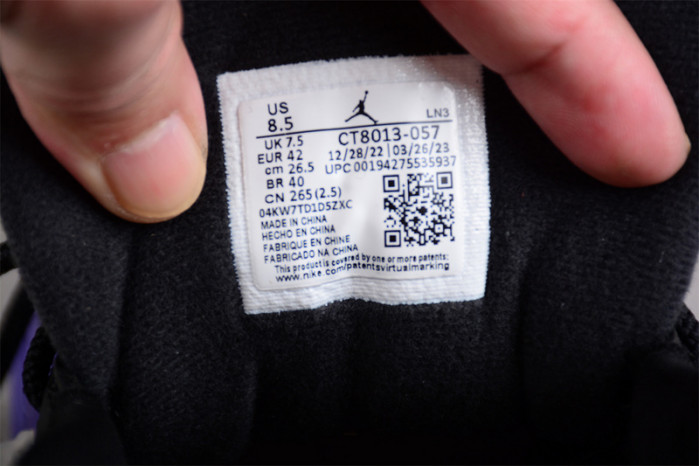 US
8.5
LN3
UK 7.5
CT8013-057
EUR 42
12/28/22 03/26/23
cm 26.5
UPC 00194275535937
BR 40
CN 265 (2.5)
04KW7TD1D5ZXC
MADE IN CHINA
HECHO EN CHINA
FABRIQUE EN CHINE
FABRICADO NA CHINA
This product is covered by one or more patents:
www.nike.com/patentsvirtualmarking